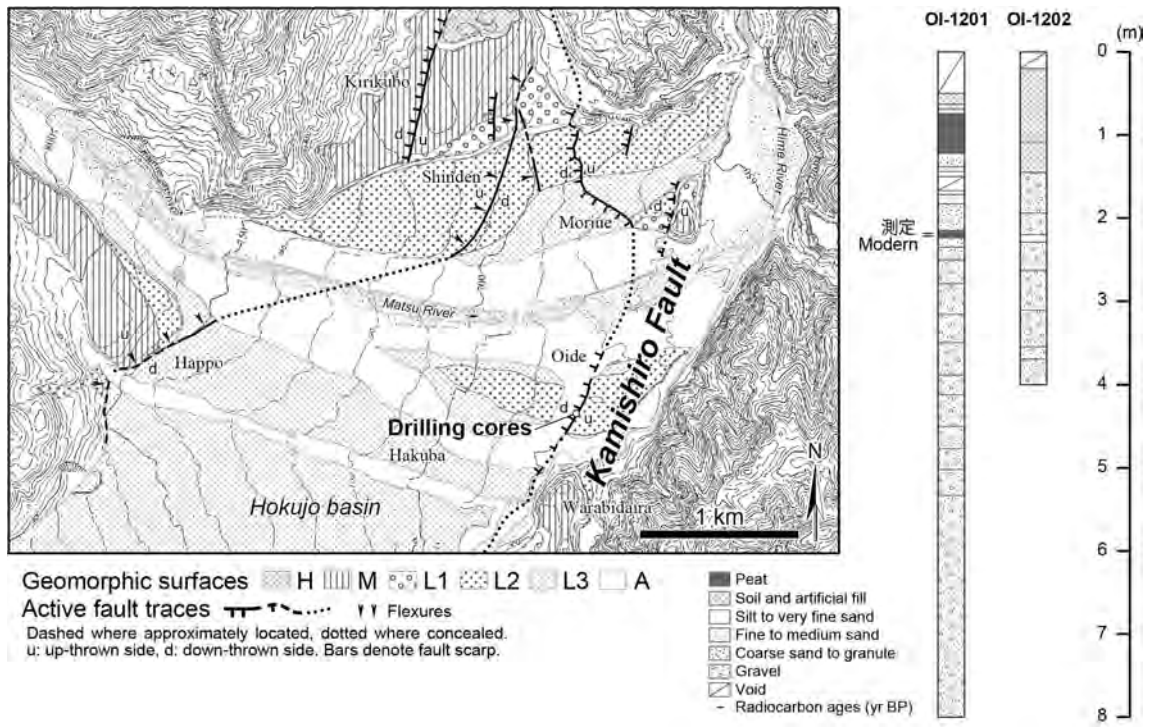 OI-1201 OI-1202 (m)
Kirikubo
Shinden
Moriue
Hime River
Matsu River
Happo
Oide
Kamishiro Fault
Drilling cores
Hakuba
Hokujo basin
Warabidaira
N
1 km
u
d
測定
Modern
0
1
2
3
4
5
6
7
8
Geomorphic surfaces H M L1 L2 L3 A
Active fault traces Flexures
Dashed where approximately located, dotted where concealed.
u: up-thrown side, d: down-thrown side. Bars denote fault scarp.
Peat
Soil and artificial fill
Silt to very fine sand
Fine to medium sand
Coarse sand to granule
Gravel
Void
Radiocarbon ages (yr BP)